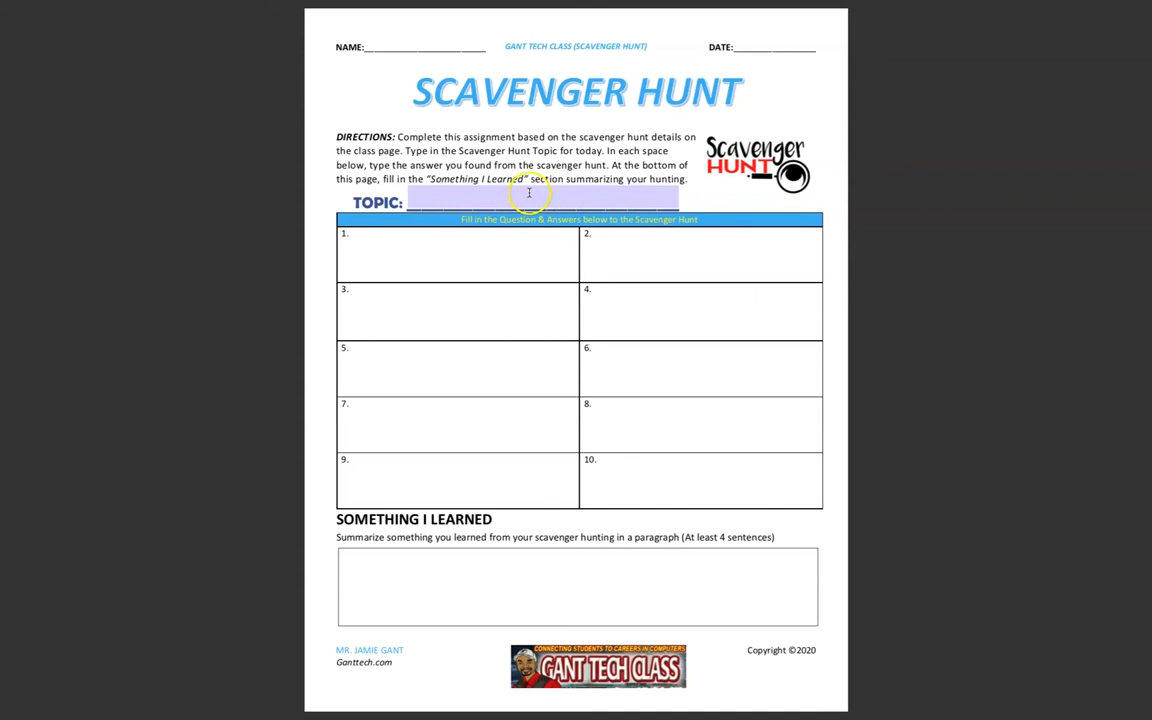 NAME:________________________ GANT TECH CLASS (SCAVENGER HUNT) DATE:________________
SCAVENGER HUNT
DIRECTIONS: Complete this assignment based on the scavenger hunt details on
the class page. Type in the Scavenger Hunt Topic for today. In each space
below, type the answer you found from the scavenger hunt. At the bottom of
this page, fill in the “Something I Learned” section summarizing your hunting.
Scavenger
HUNT
TOPIC:
Fill in the Question & Answers below to the Scavenger Hunt
1. 2.
3. 4.
5. 6.
7. 8.
9. 10.
SOMETHING I LEARNED
Summarize something you learned from your scavenger hunting in a paragraph (At least 4 sentences)
MR. JAMIE GANT
Ganttech.com
CONNECTING STUDENTS TO CAREERS IN COMPUTERS
GANT TECH CLASS
Copyright ©2020